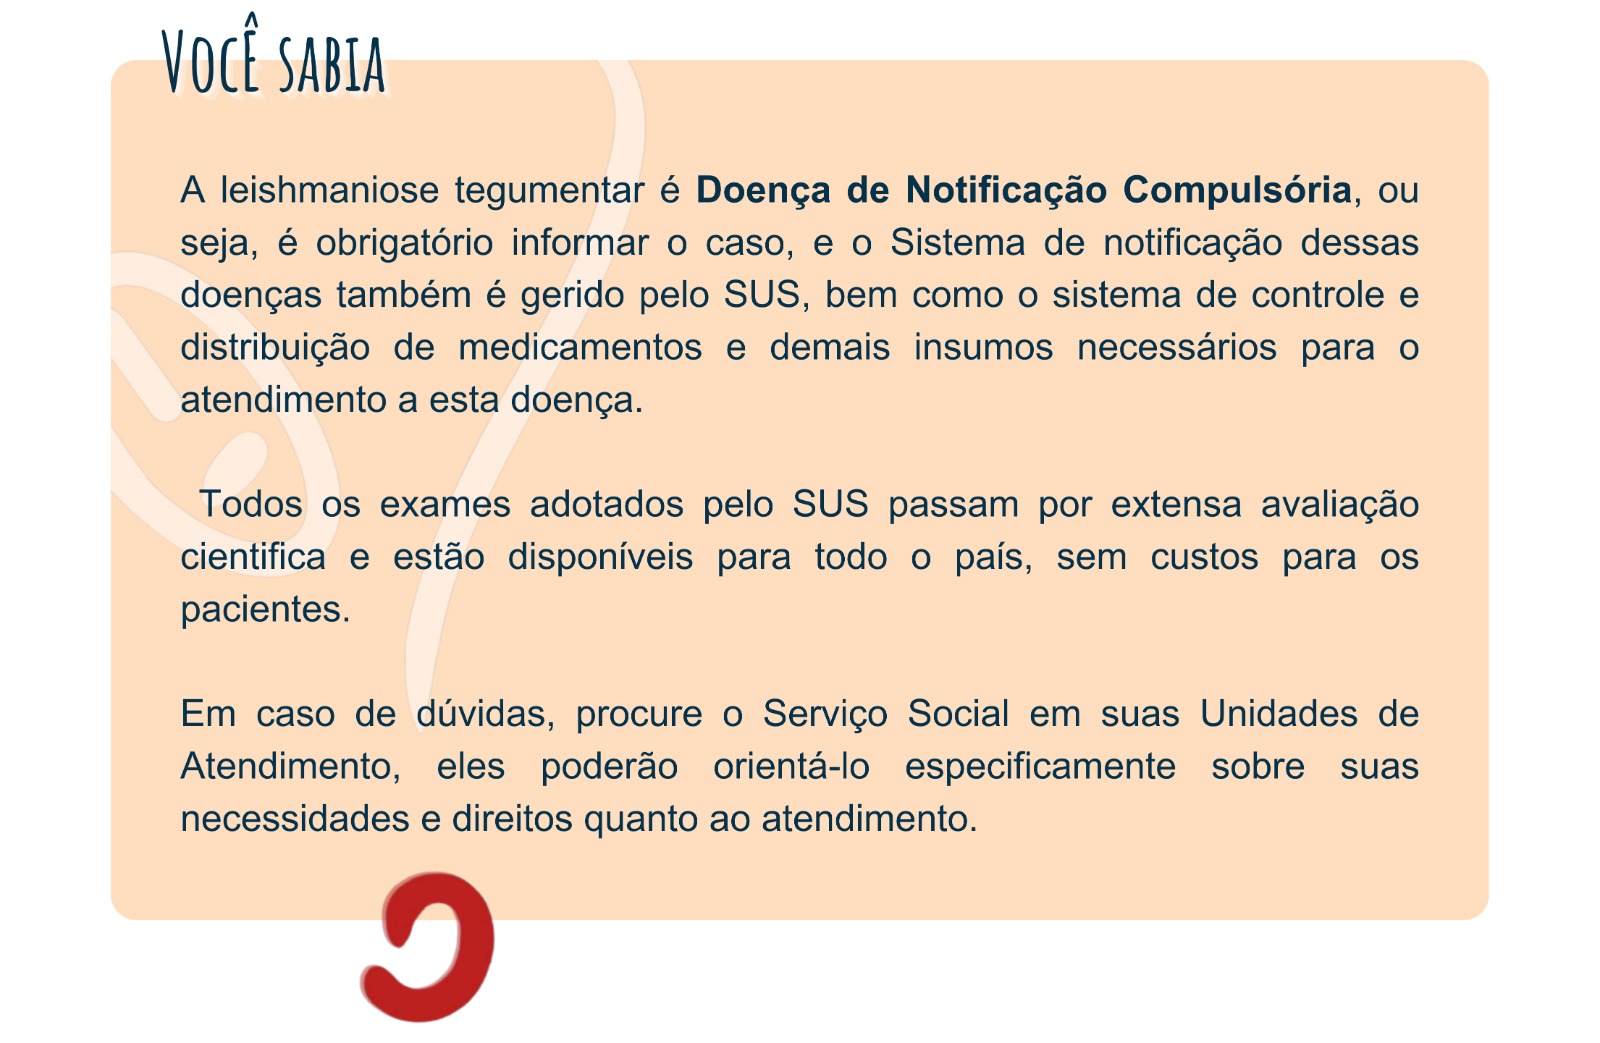 VOCÊ SABIA
A leishmaniose tegumentar é Doença de Notificação Compulsória, ou
seja, é obrigatório informar o caso, e o Sistema de notificação dessas
doenças também é gerido pelo SUS, bem como o sistema de controle e
distribuição de medicamentos e demais insumos necessários para o
atendimento a esta doença.
Todos os exames adotados pelo SUS passam por extensa avaliação
cientifica e estão disponíveis para todo o país, sem custos para os
pacientes.
Em caso de dúvidas, procure o Serviço Social em suas Unidades de
Atendimento, eles poderão orientá-lo especificamente sobre suas
necessidades e direitos quanto ao atendimento.